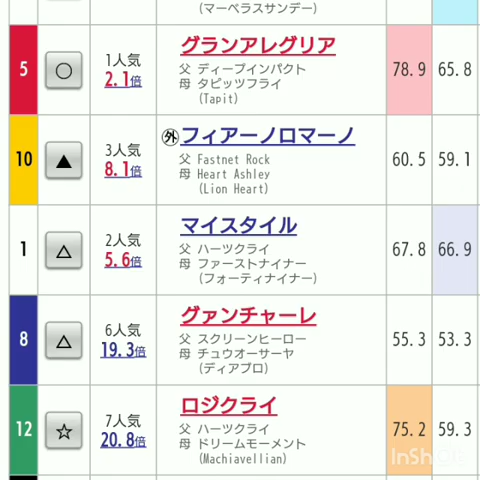 (マーベラスサンデー)
5 ○ 1人気 2.1倍 グランアレグリア 父 ディープインパクト 母 タピッツフライ (Tapit) 78.9 65.8
10 ▲ 3人気 8.1倍 外 フィアーノロマーノ 父 Fastnet Rock 母 Heart Ashley (Lion Heart) 60.5 59.1
1 △ 2人気 5.6倍 マイスタイル 父 ハーツクライ 母 ファーストナイナー (フォーティナイナー) 67.8 66.9
8 △ 6人気 19.3倍 グァンチャーレ 父 スクリーンヒーロー 母 チュウオーサーヤ (ディアブロ) 55.3 53.3
12 ☆ 7人気 20.8倍 ロジクライ 父 ハーツクライ 母 ドリームモーメント (Machiavellian) 75.2 59.3
InShOt